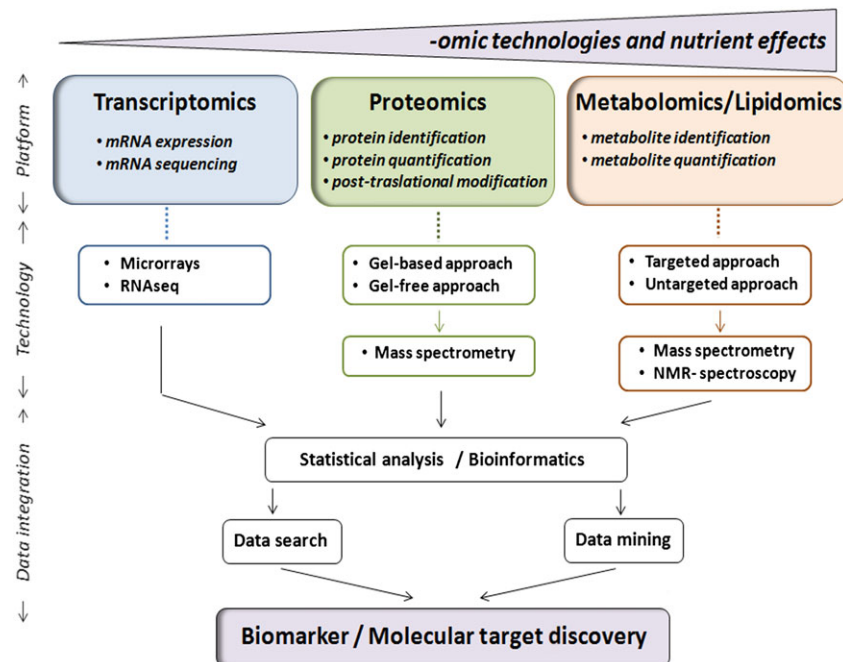 -omic technologies and nutrient effects
Platform
Transcriptomics
• mRNA expression
• mRNA sequencing
Proteomics
• protein identification
• protein quantification
• post-traslational modification
Metabolomics/Lipidomics
• metabolite identification
• metabolite quantification
Technology
• Microrrays
• RNAseq
• Gel-based approach
• Gel-free approach
• Targeted approach
• Untargeted approach
• Mass spectrometry
• Mass spectrometry
• NMR- spectroscopy
Data integration
Statistical analysis / Bioinformatics
Data search
Data mining
Biomarker / Molecular target discovery